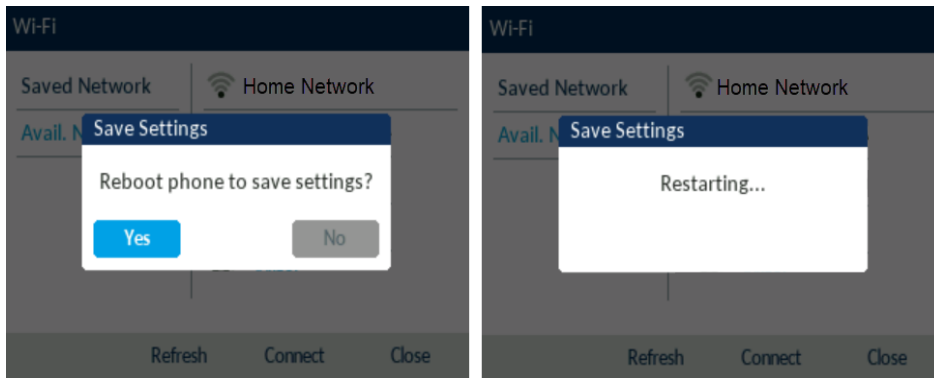 Wi-Fi
Saved Network
Home Network
Avail. N
Save Settings
Reboot phone to save settings?
Yes
No
Refresh
Connect
Close
Wi-Fi
Saved Network
Home Network
Avail. N
Save Settings
Restarting...
Refresh
Connect
Close